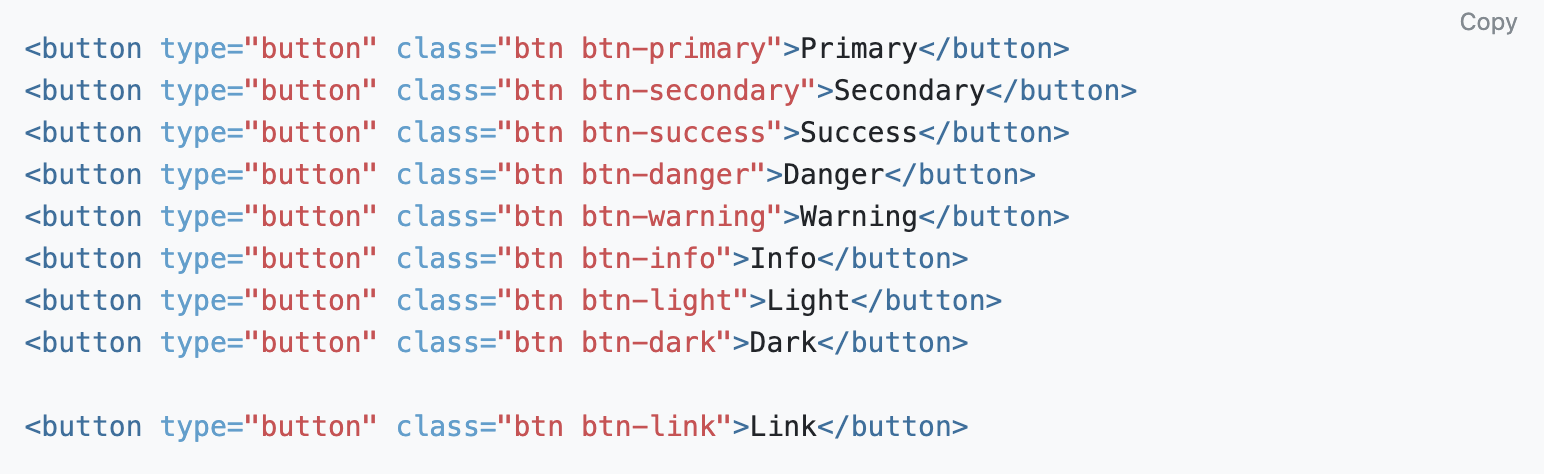 Copy
<button type="button" class="btn btn-primary">Primary</button>
<button type="button" class="btn btn-secondary">Secondary</button>
<button type="button" class="btn btn-success">Success</button>
<button type="button" class="btn btn-danger">Danger</button>
<button type="button" class="btn btn-warning">Warning</button>
<button type="button" class="btn btn-info">Info</button>
<button type="button" class="btn btn-light">Light</button>
<button type="button" class="btn btn-dark">Dark</button>
<button type="button" class="btn btn-link">Link</button>